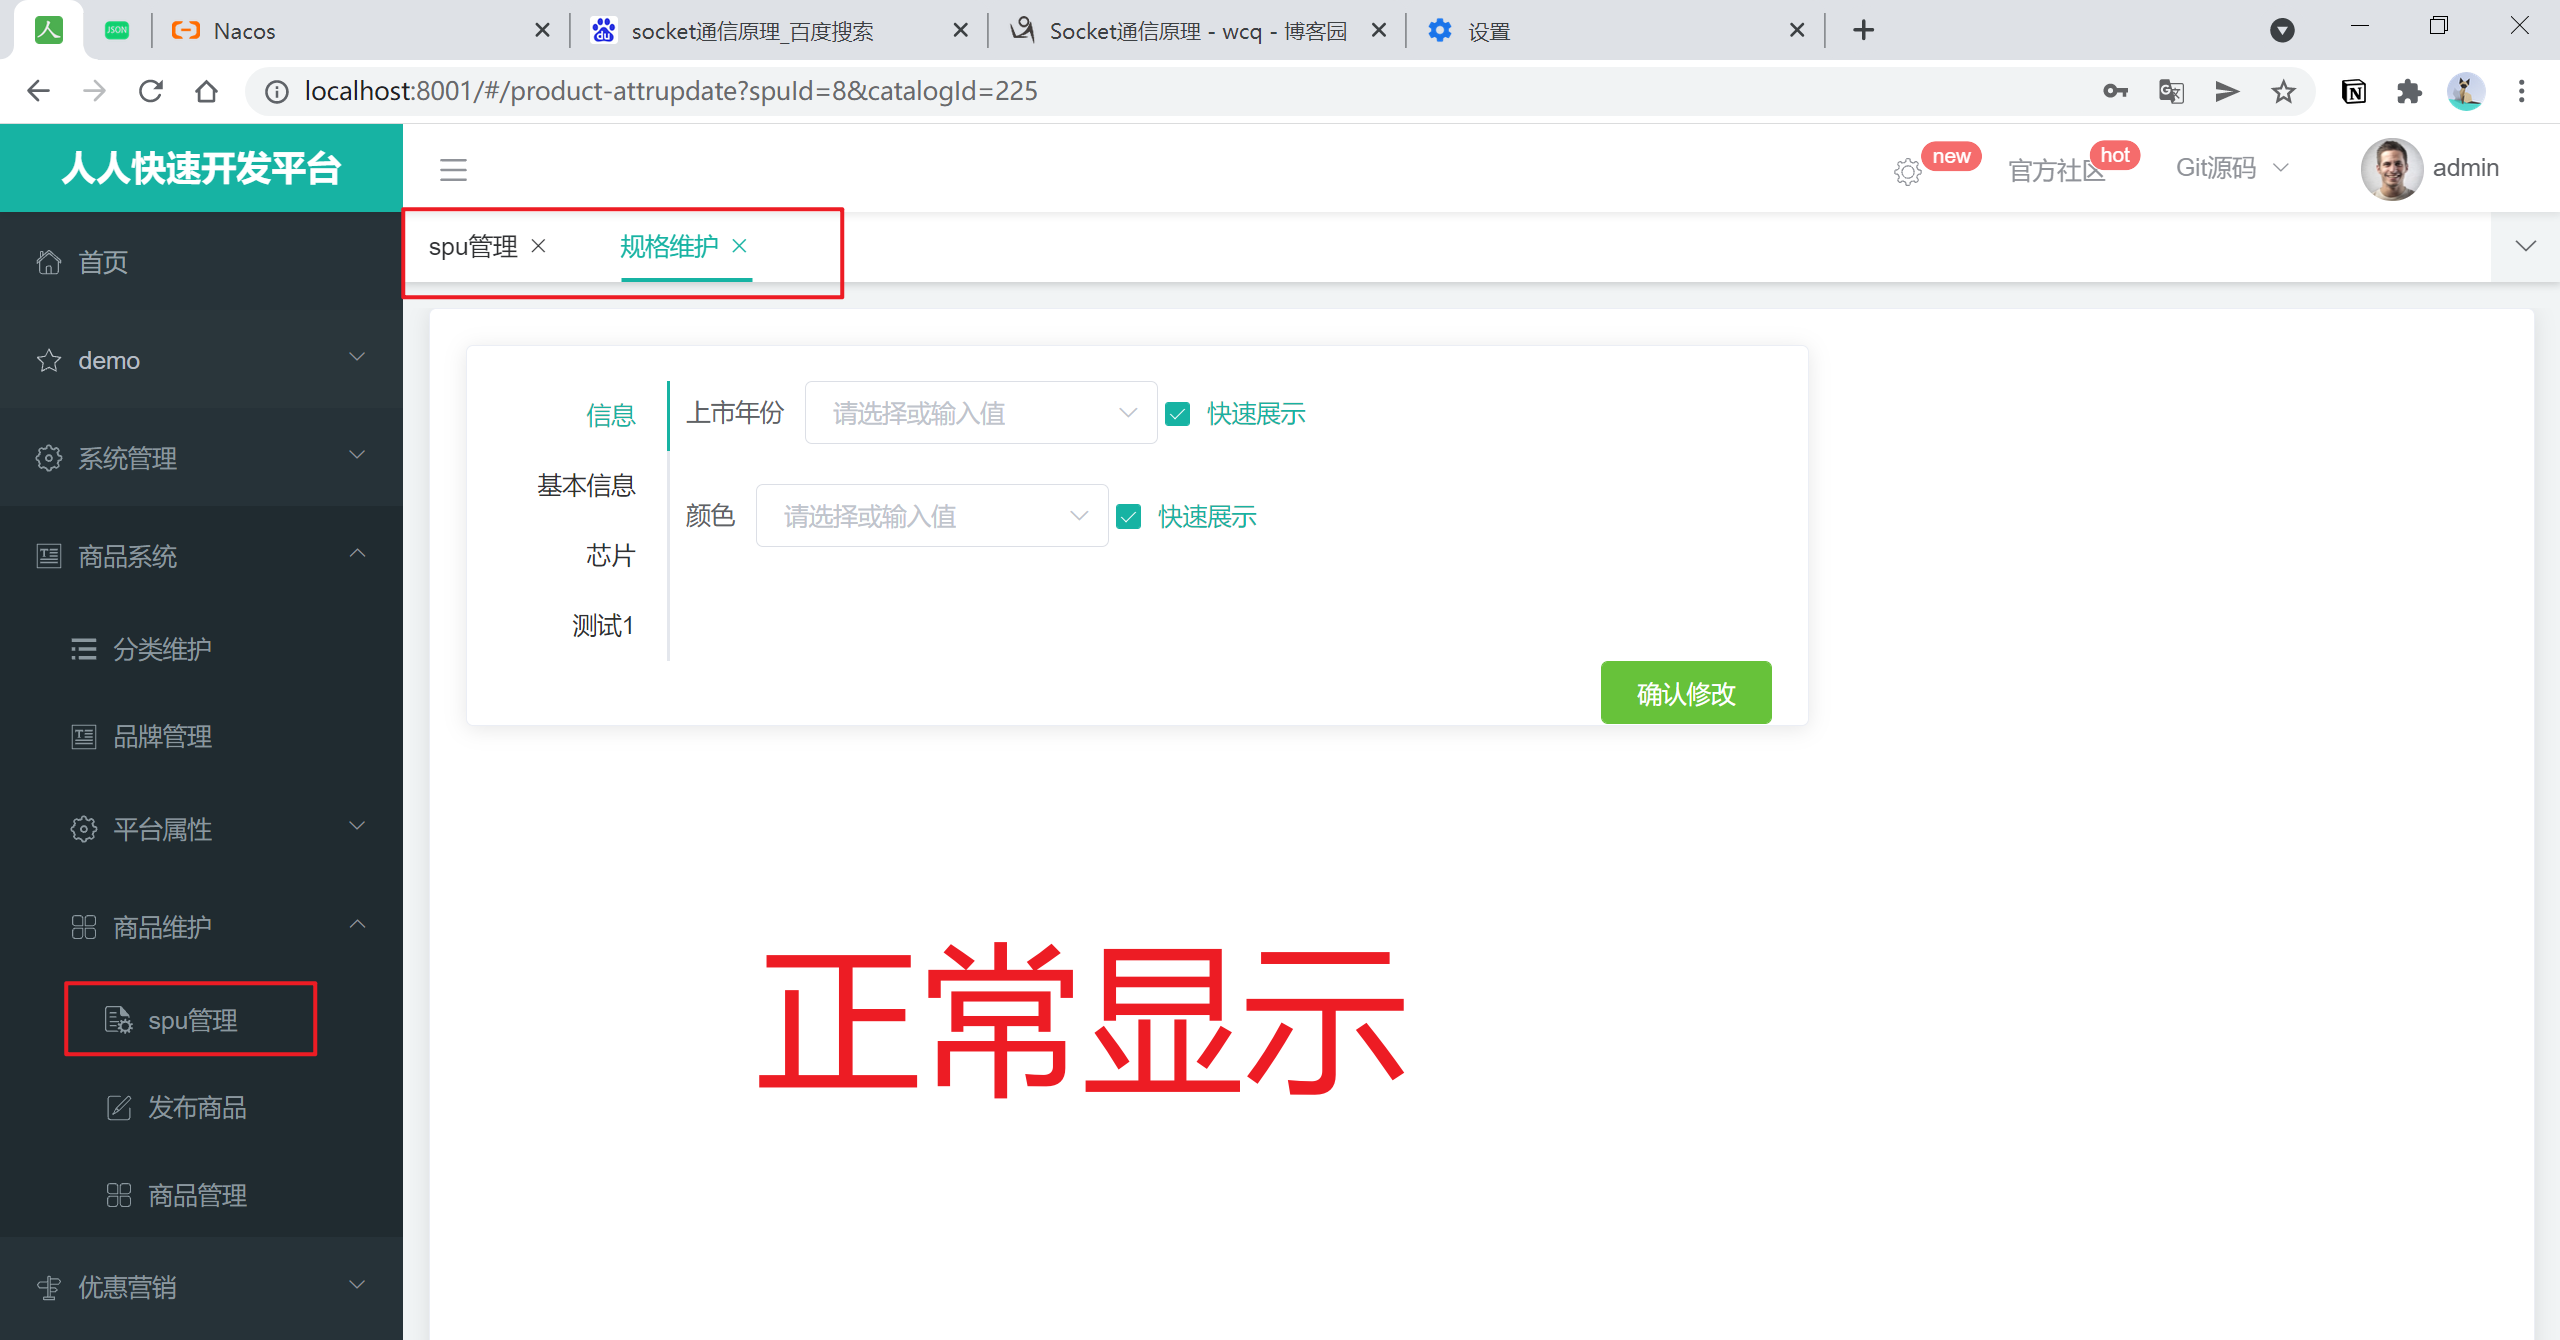 人 JSON Nacos du socket通信原理_百度搜索 Socket通信原理 - wcq - 博客园 设置
localhost:8001/#/product-attrupdate?spuId=8&catalogId=225
人人快速开发平台 new 官方社区 hot Git源码 admin
spu管理 规格维护
首页
demo
系统管理
商品系统
分类维护
品牌管理
平台属性
商品维护
spu管理
发布商品
商品管理
优惠营销
信息 上市年份 请选择或输入值 快速展示
基本信息 颜色 请选择或输入值 快速展示
芯片
测试1
确认修改
正常显示